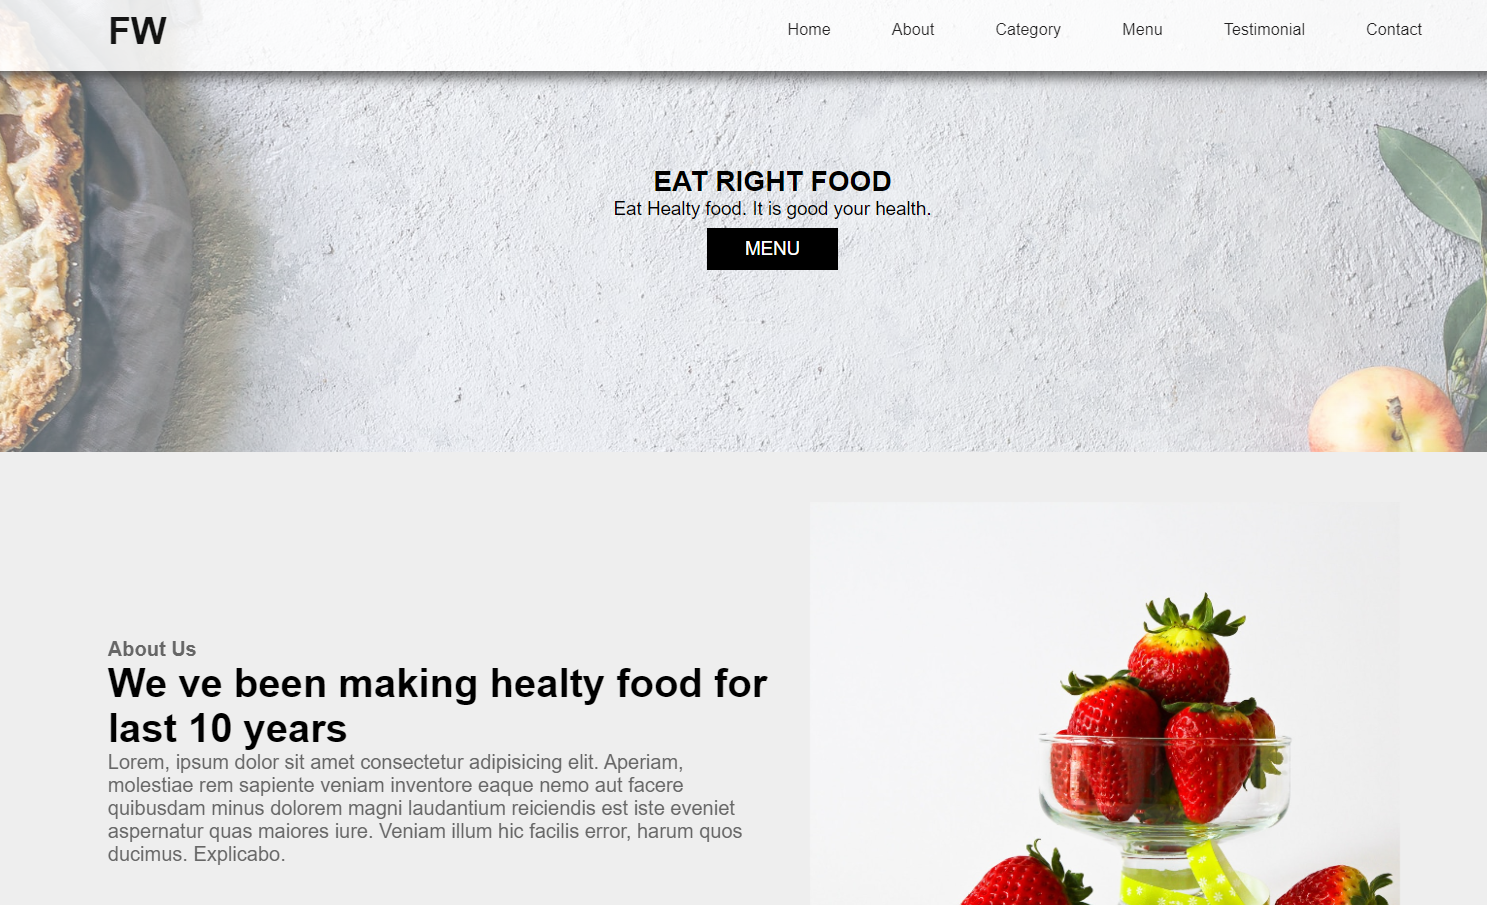 FW
Home About Category Menu Testimonial Contact
EAT RIGHT FOOD
Eat Healty food. It is good your health.
MENU
About Us
We ve been making healty food for
last 10 years
Lorem, ipsum dolor sit amet consectetur adipisicing elit. Aperiam,
molestiae rem sapiente veniam inventore eaque nemo aut facere
quibusdam minus dolorem magni laudantium reiciendis est iste eveniet
aspernatur quas maiores iure. Veniam illum hic facilis error, harum quos
ducimus. Explicabo.